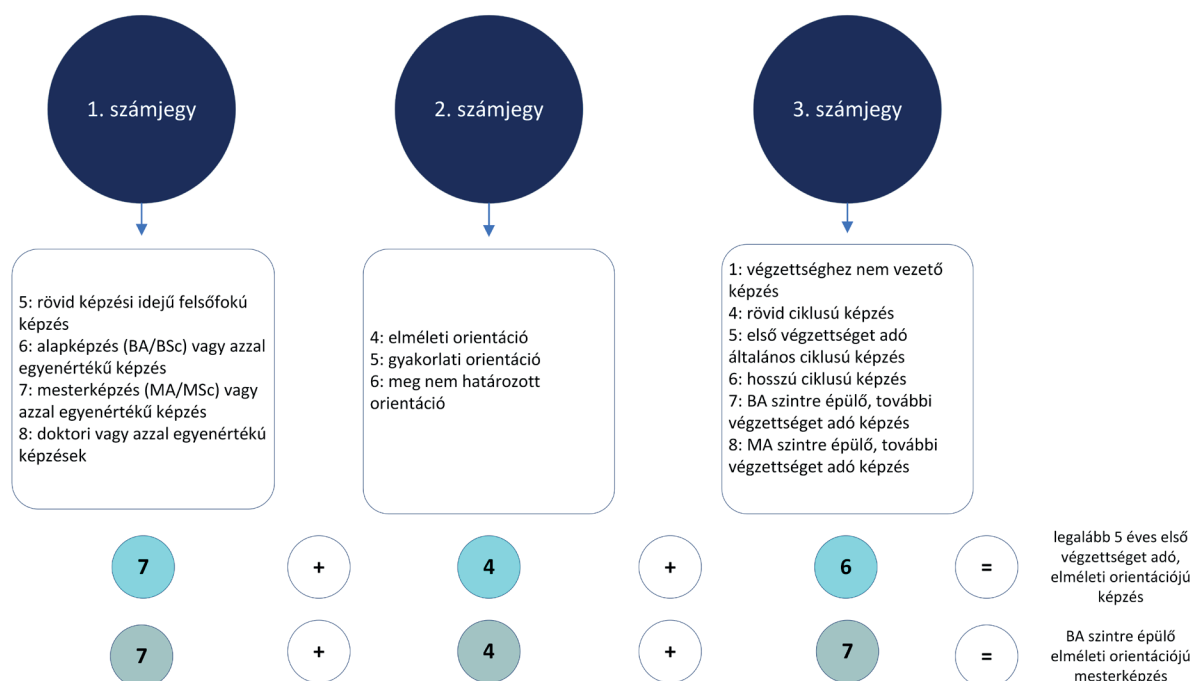 1. számjegy
2. számjegy
3. számjegy
5: rövid képzési idejű felsőfokú
képzés
6: alapképzés (BA/BSc) vagy azzal
egyenértékű képzés
7: mesterképzés (MA/MSc) vagy
azzal egyenértékű képzés
8: doktori vagy azzal egyenértékú
képzések
4: elméleti orientáció
5: gyakorlati orientáció
6: meg nem határozott
orientáció
1: végzettséghez nem vezető
képzés
4: rövid ciklusú képzés
5: első végzettséget adó
általános ciklusú képzés
6: hosszú ciklusú képzés
7: BA szintre épülő, további
végzettséget adó képzés
8: MA szintre épülő, további
végzettséget adó képzés
7 + 4 + 6 =
legalább 5 éves első
végzettséget adó,
elméleti orientációjú
képzés
7 + 4 + 7 =
BA szintre épülő
elméleti orientációjú
mesterképzés